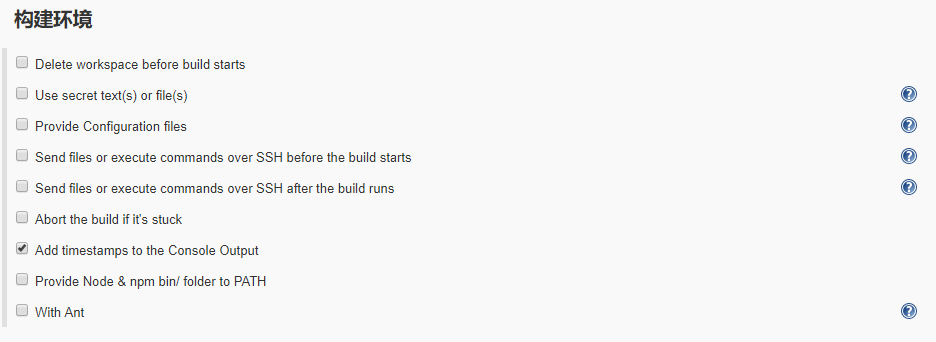 构建环境
Delete workspace before build starts
Use secret text(s) or file(s)
Provide Configuration files
Send files or execute commands over SSH before the build starts
Send files or execute commands over SSH after the build runs
Abort the build if it's stuck
Add timestamps to the Console Output
Provide Node & npm bin/ folder to PATH
With Ant